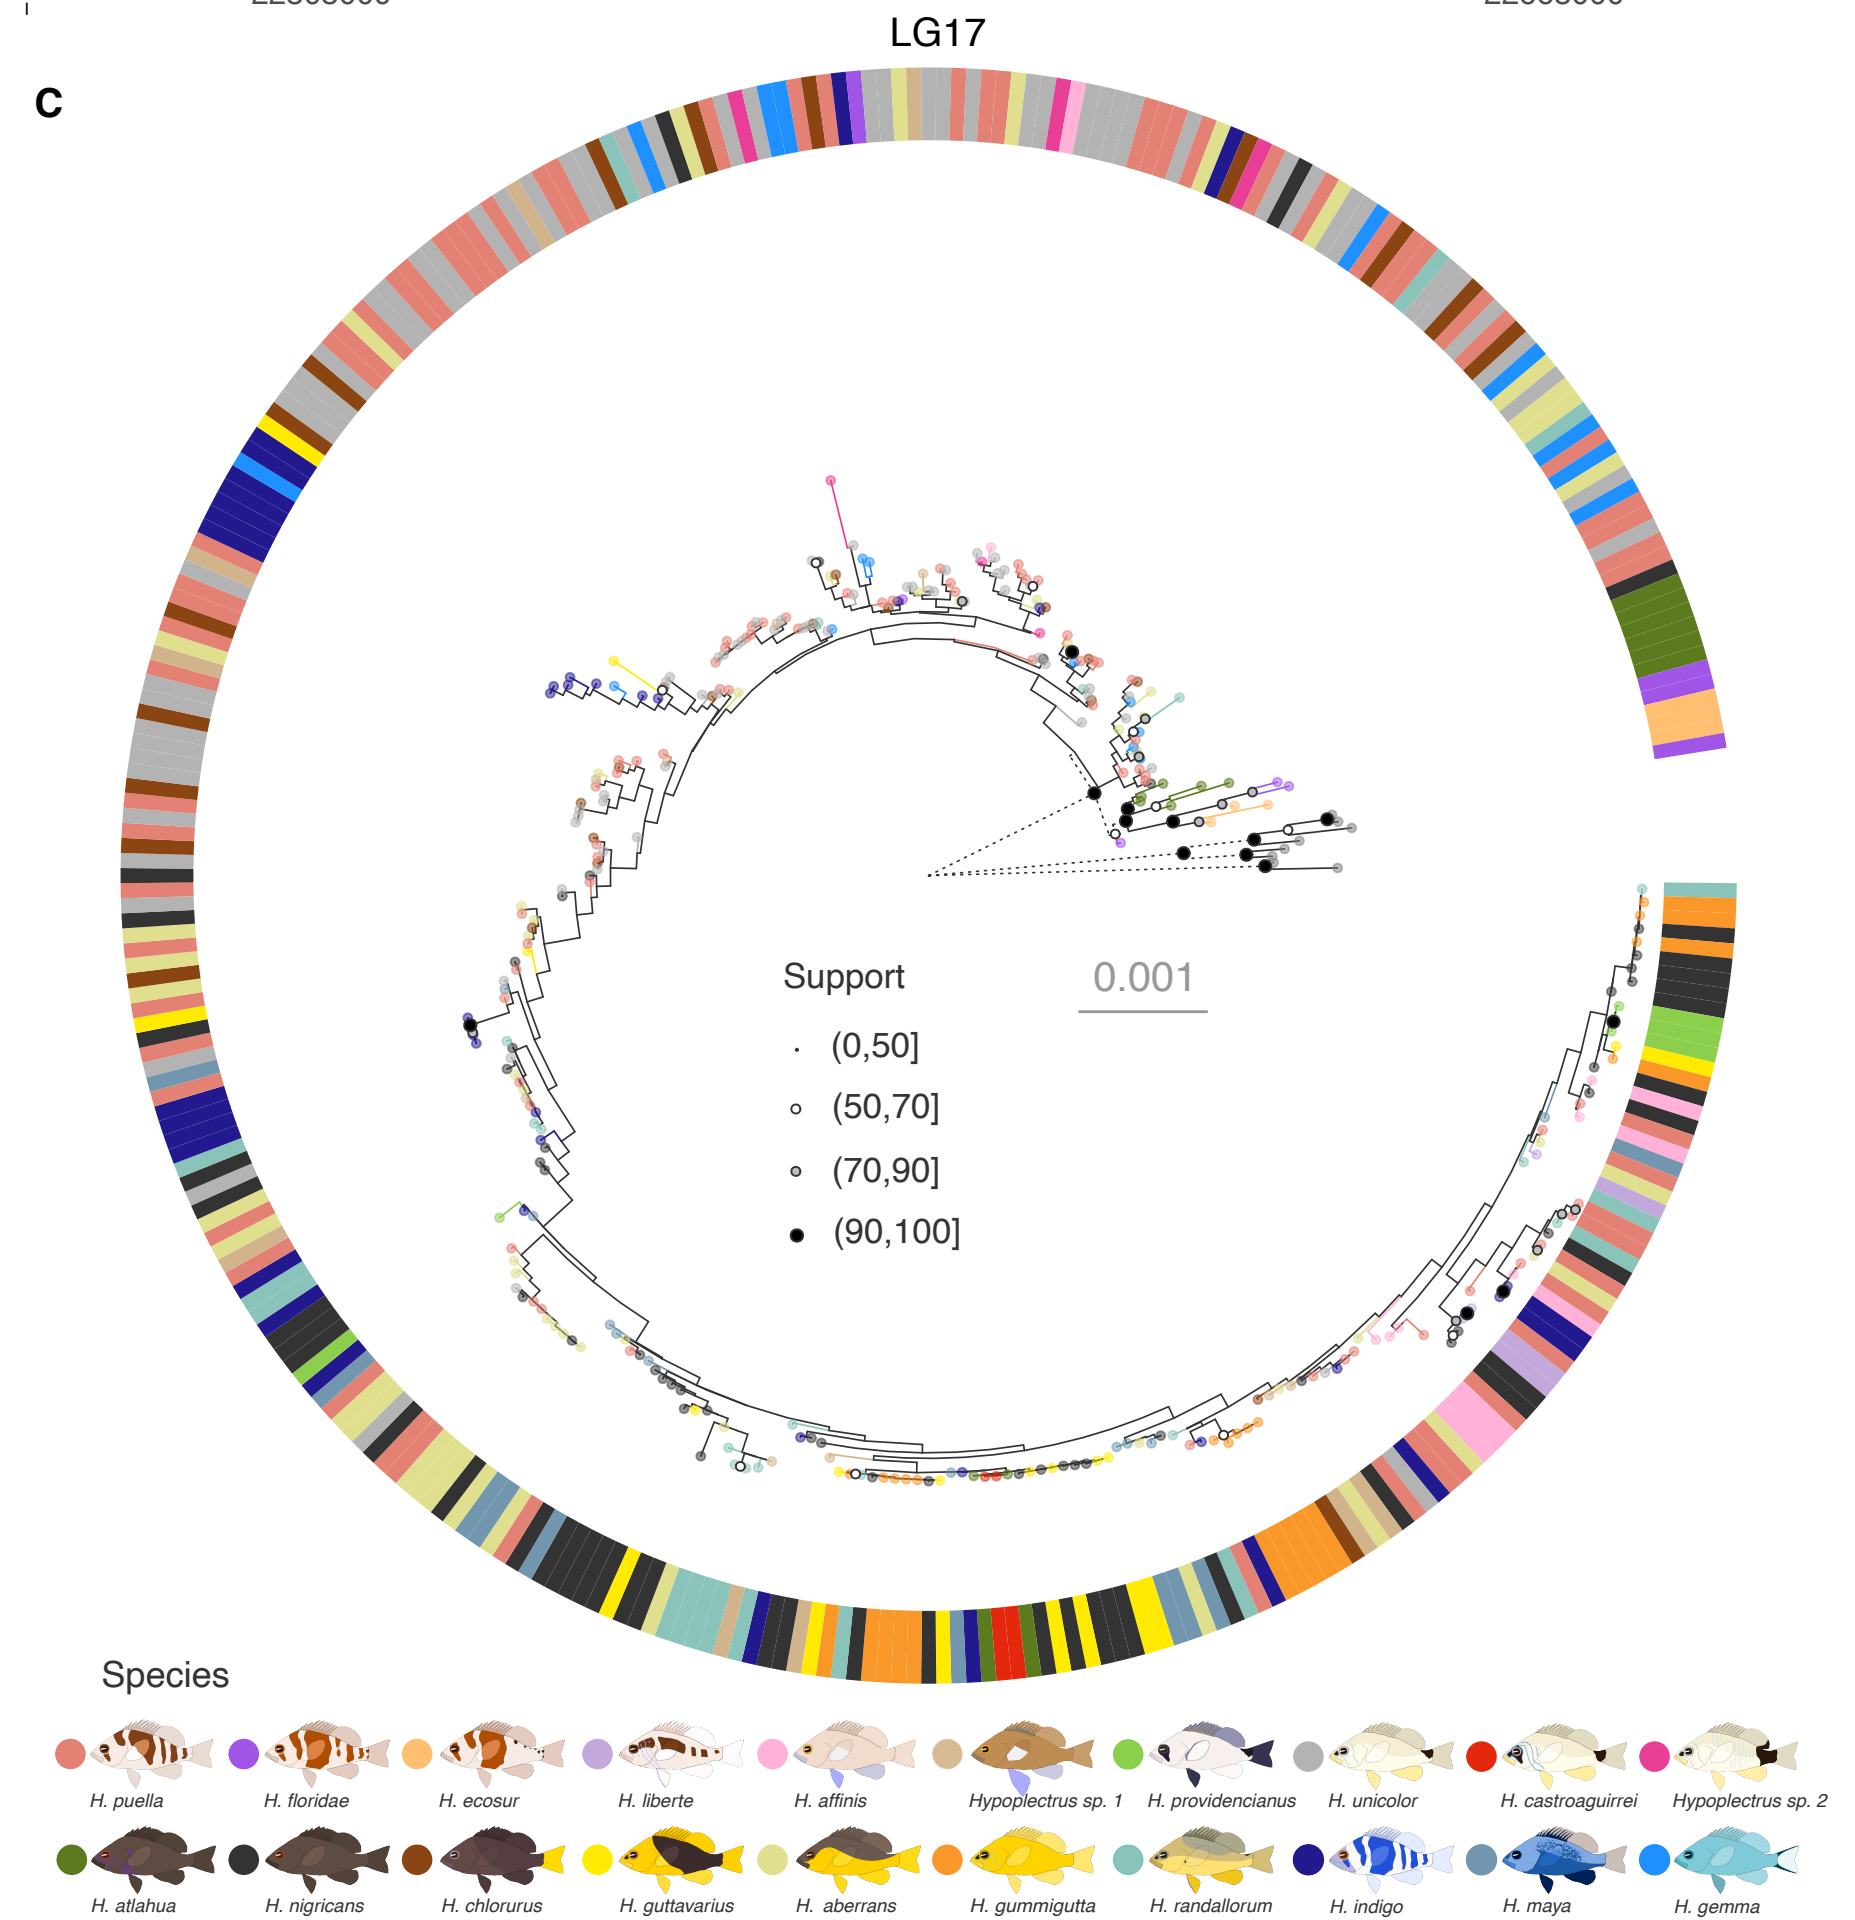 LG17
C
Support
0.001
(0,50]
(50,70]
(70,90]
(90,100]
Species
H. puella
H. floridae
H. ecosur
H. liberte
H. affinis
Hypoplectrus sp. 1
H. providencianus
H. unicolor
H. castroaguirrei
Hypoplectrus sp. 2
H. atlahua
H. nigricans
H. chlorurus
H. guttavarius
H. aberrans
H. gummigutta
H. randallorum
H. indigo
H. maya
H. gemma